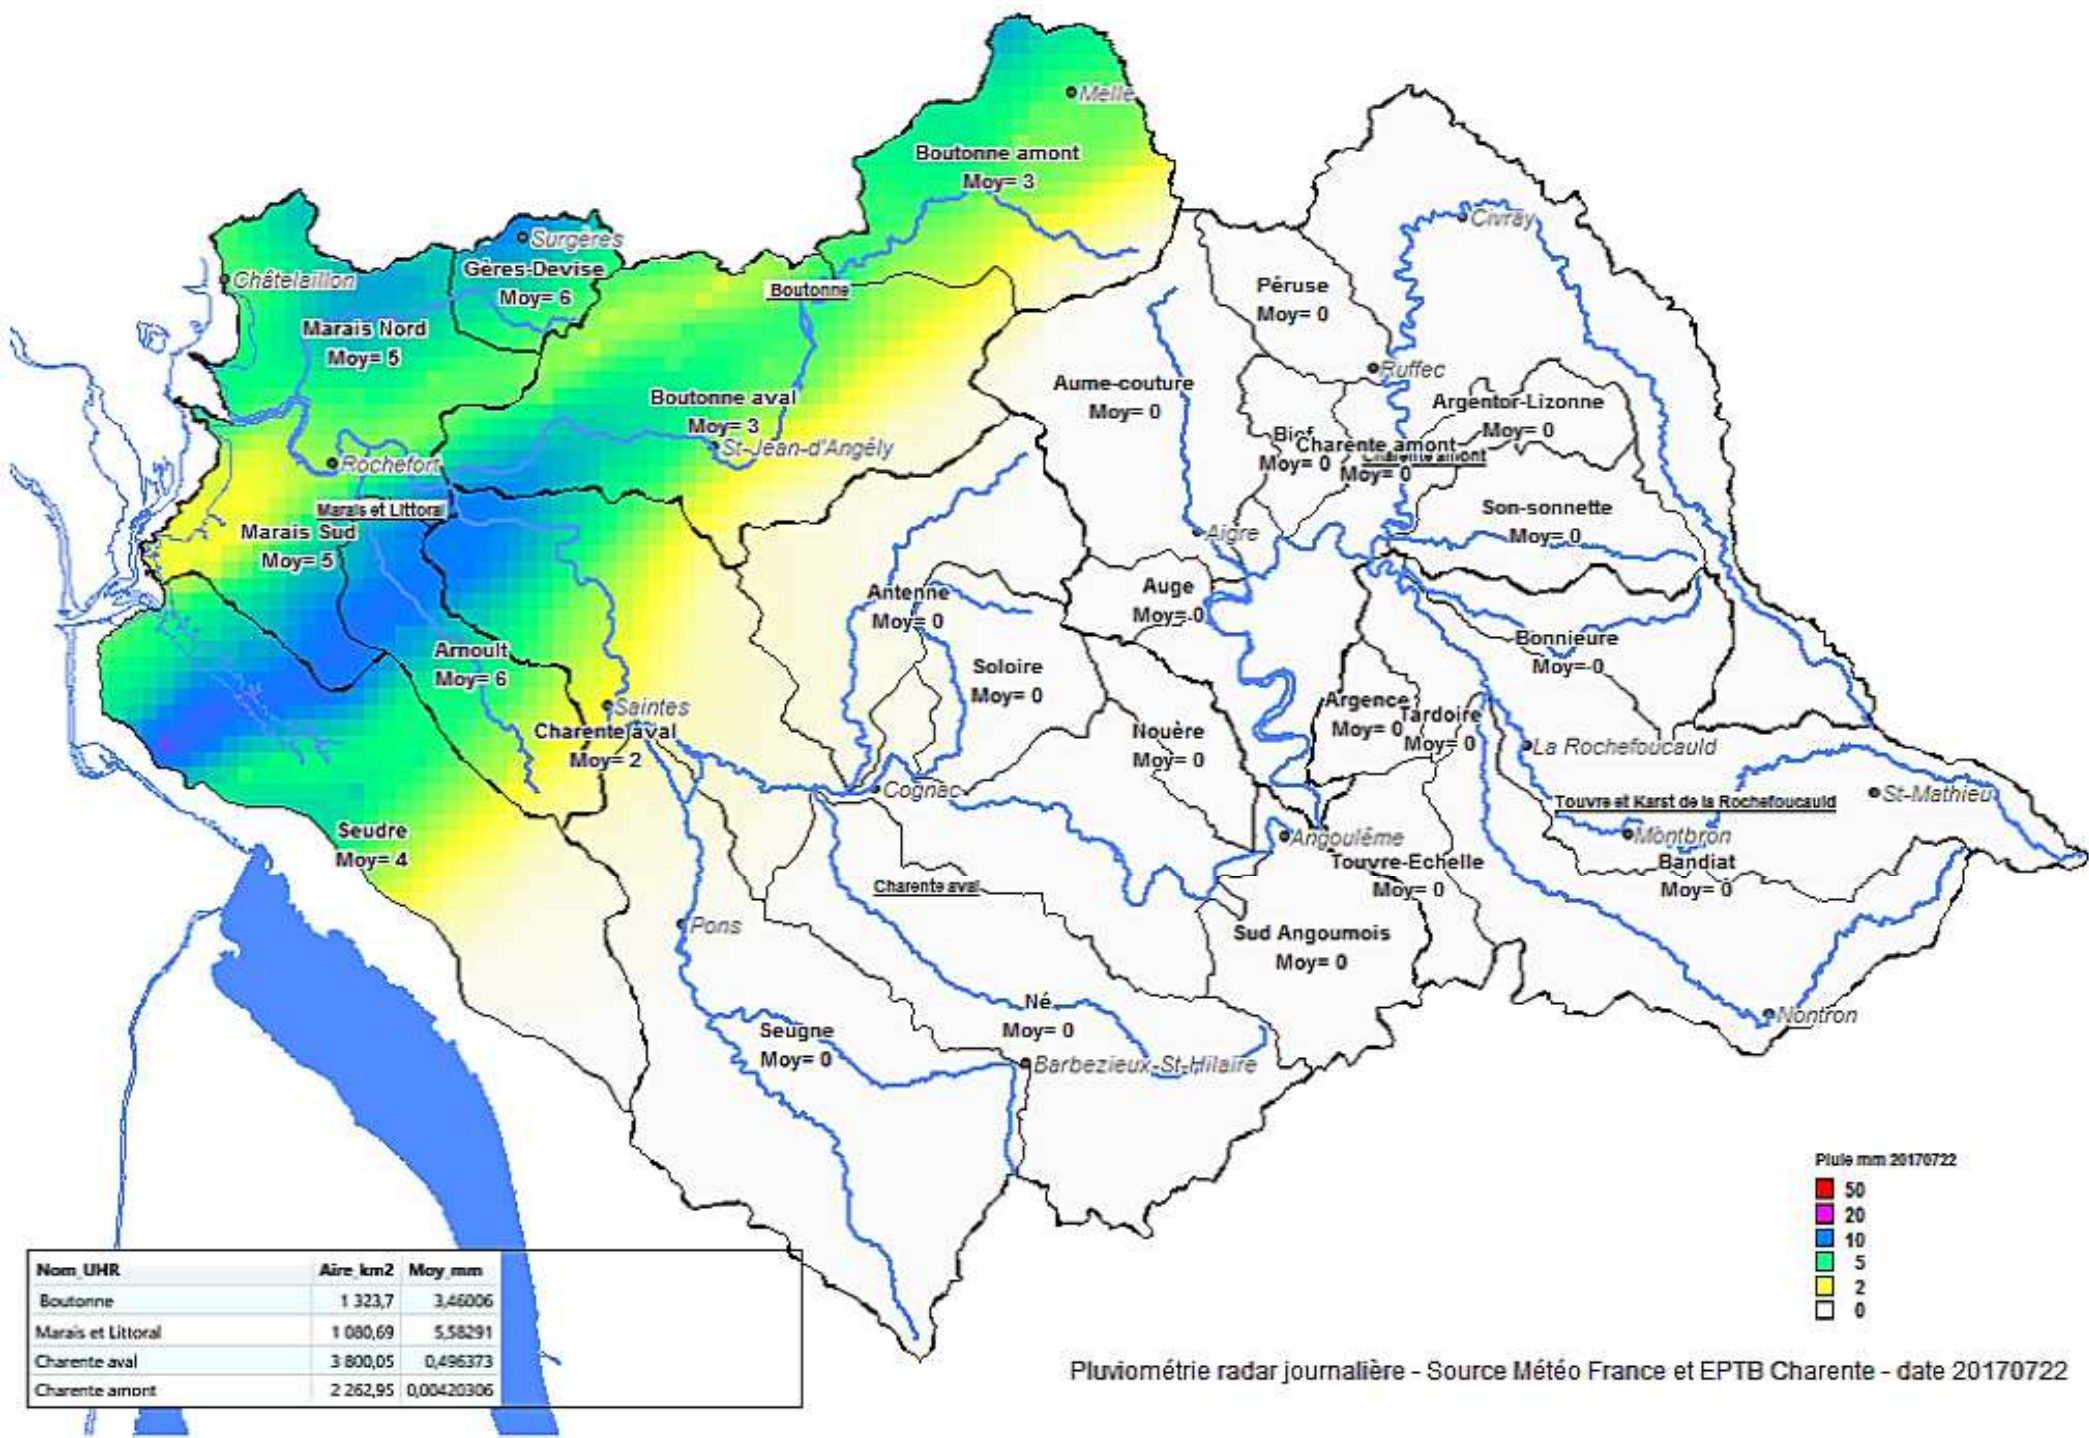 Melle
Boutonne amont
Moy= 3
Civray
Surgères
Châtelaillon
Gères-Devise
Moy= 6
Boutonne
Péruse
Moy= 0
Marais Nord
Moy= 5
Ruffec
Aume-couture
Moy= 0
Boutonne aval
Moy= 3
Argentor-Lizonne
Moy= 0
St-Jean-d'Angély
Bief
Moy= 0
Charente amont
Moy= 0
Charente amont
Rochefort
Marais et Littoral
Son-sonnette
Moy= 0
Marais Sud
Moy= 5
Aigre
Antenne
Moy= 0
Auge
Moy= 0
Bonnieure
Moy= 0
Arnoult
Moy= 6
Soloire
Moy= 0
Saintes
Charente aval
Moy= 2
Nouère
Moy= 0
Argence
Moy= 0
Tardoire
Moy= 0
La Rochefoucauld
Cognac
Touvre et Karst de la Rochefoucauld
St-Mathieu
Seudre
Moy= 4
Angoulême
Montbron
Touvre-Echelle
Moy= 0
Bandiat
Moy= 0
Charente aval
Pons
Sud Angoumois
Moy= 0
Né
Moy= 0
Seugne
Moy= 0
Nontron
Barbezieux-St-Hilaire
Pluie mm 20170722
50
20
10
5
2
0
Nom_UHR Aire_km2 Moy_mm
Boutonne 1 323,7 3,46006
Marais et Littoral 1 080,69 5,58291
Charente aval 3 800,05 0,496373
Charente amont 2 262,95 0,00420306
Pluviométrie radar journalière - Source Météo France et EPTB Charente - date 20170722